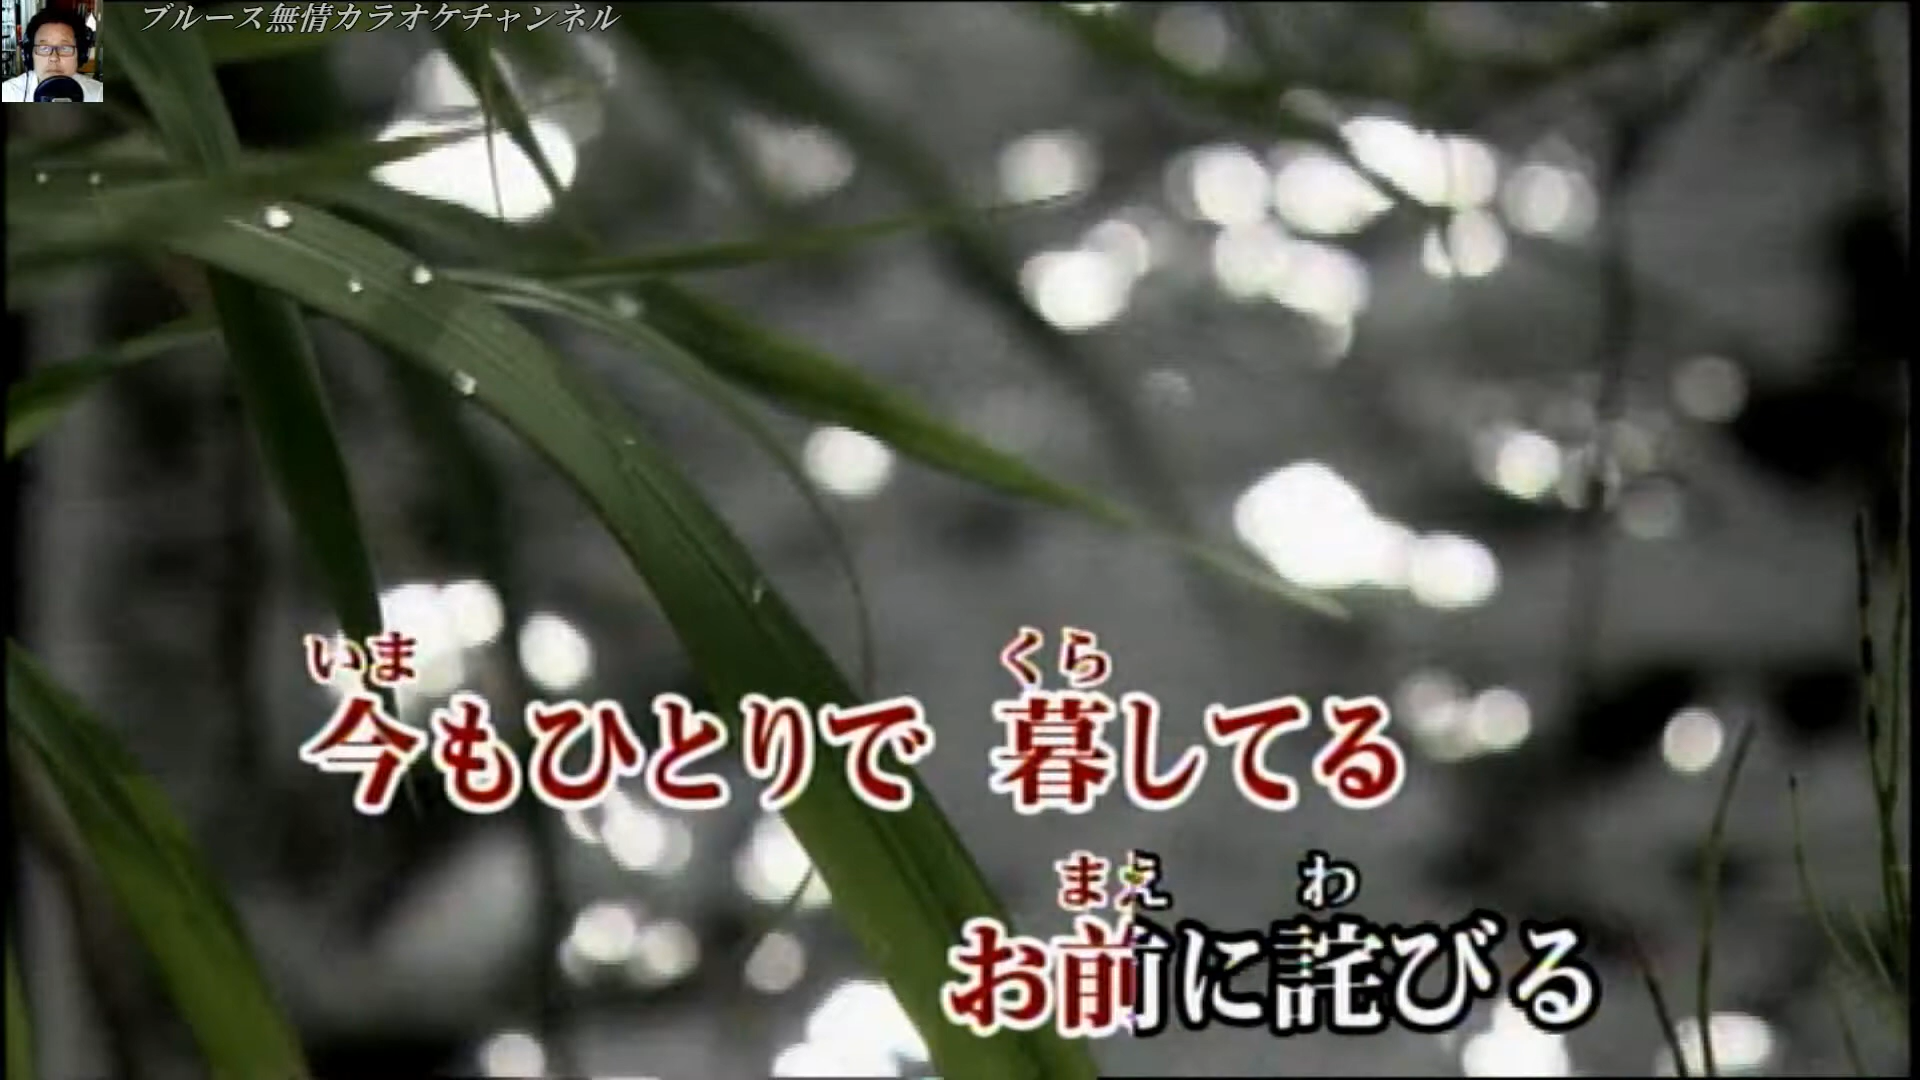 ブルース無情カラオケチャンネル
いま くら
今もひとりで 暮してる
まえ わ
お前に詫びる